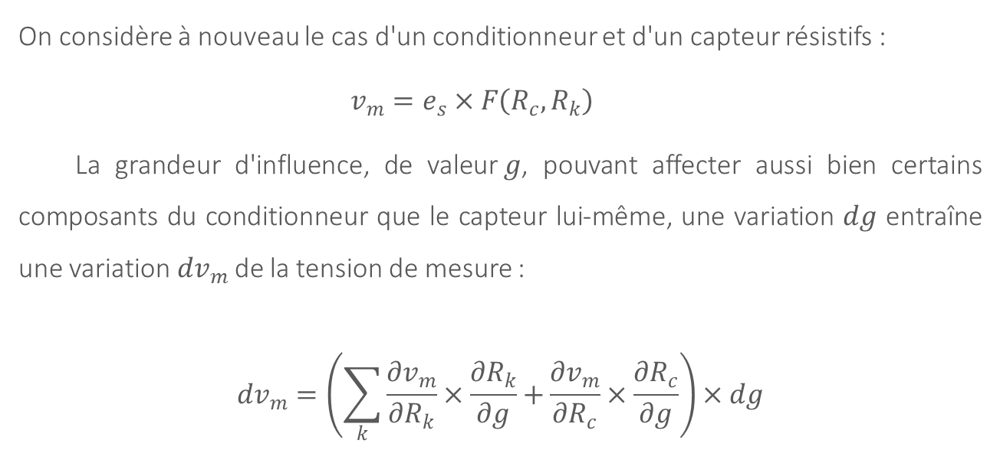 On considère à nouveau le cas d'un conditionneur et d'un capteur résistifs :
$v_m = e_s \times F(R_c, R_k)$
La grandeur d'influence, de valeur $g$, pouvant affecter aussi bien certains
composants du conditionneur que le capteur lui-même, une variation $dg$ entraîne
une variation $dv_m$ de la tension de mesure :
$dv_m = \left( \sum_k \frac{\partial v_m}{\partial R_k} \times \frac{\partial R_k}{\partial g} + \frac{\partial v_m}{\partial R_c} \times \frac{\partial R_c}{\partial g} \right) \times dg$